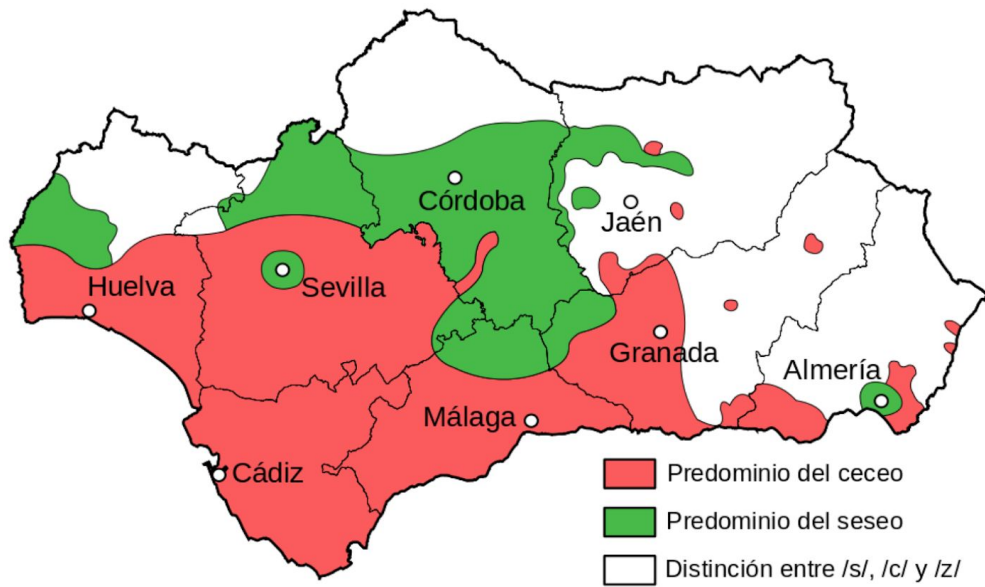 Córdoba
Jaén
Huelva
Sevilla
Granada
Almería
Málaga
Cádiz
Predominio del ceceo
Predominio del seseo
Distinción entre /s/, /c/ y /z/